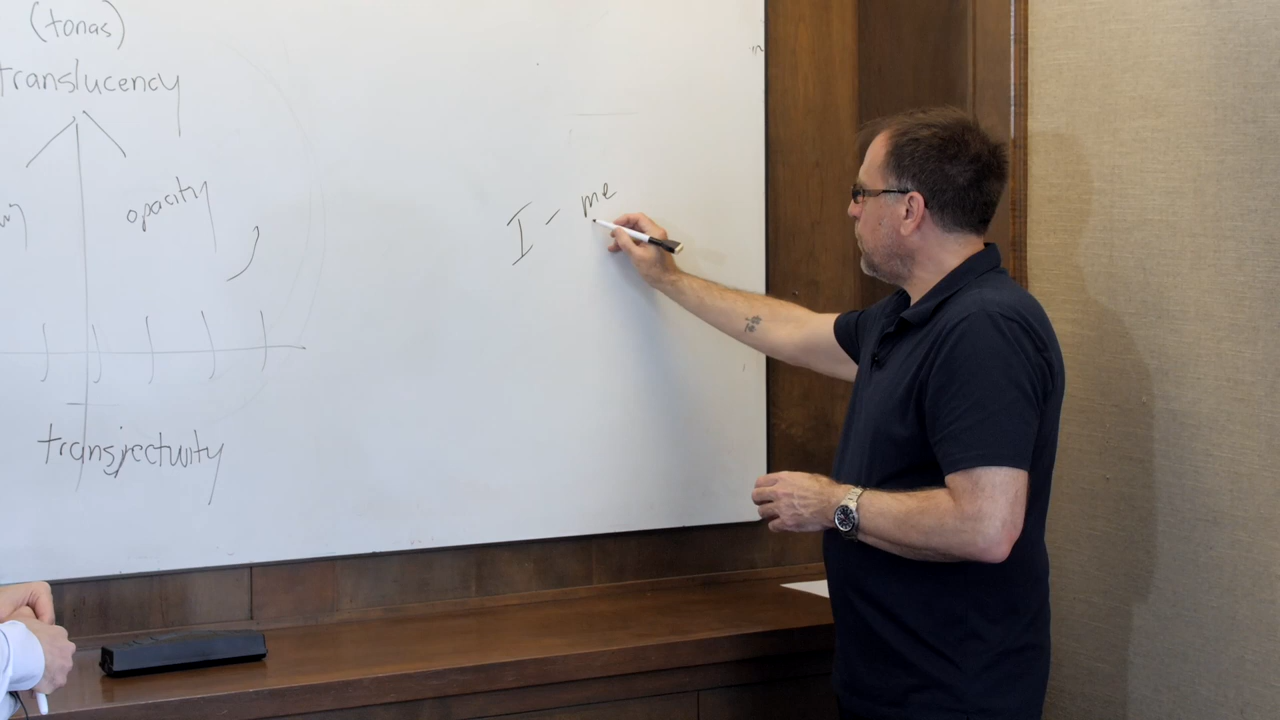 (tonas)
translucency
opacity
I - me
transjectivity